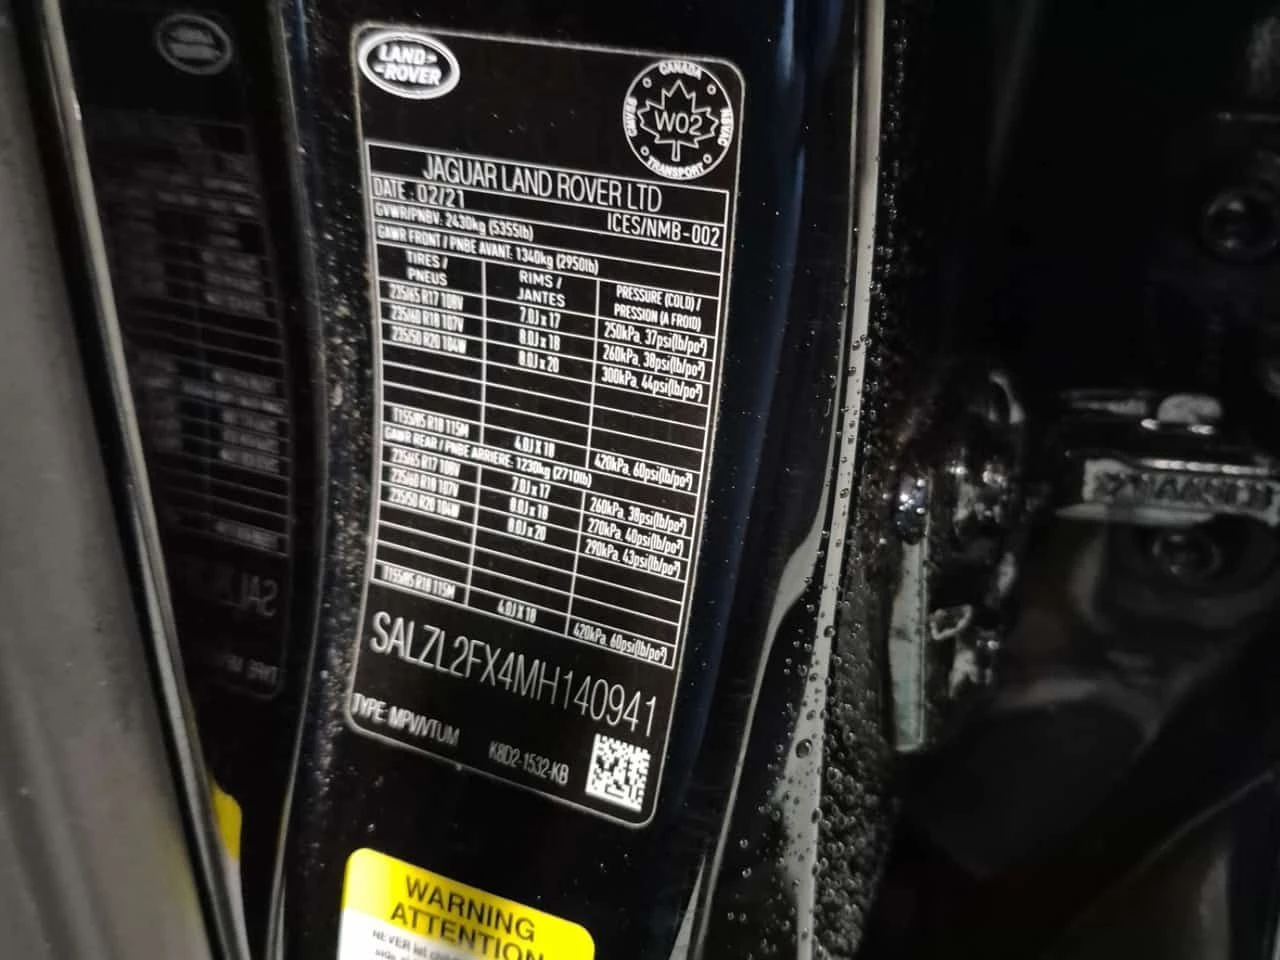 LAND-
-ROVER
CANADA
W02
CMVSS
NSVAC
TRANSPORT
JAGUAR LAND ROVER LTD
DATE : 02/21
ICES/NMB-002
GVWR/PNBV: 2430kg (5355lb)
GAWR FRONT / PNBE AVANT: 1340kg (2950lb)
TIRES / PNEUS RIMS / JANTES PRESSURE (COLD) / PRESSION (A FROID)
235/65 R17 108V 7.0J x 17 250kPa, 37psi(lb/po²)
235/60 R18 107V 8.0J x 18 260kPa, 38psi(lb/po²)
235/50 R20 104W 8.0J x 20 300kPa, 44psi(lb/po²)
T155/85 R18 115M 4.0J X 18 420kPa, 60psi(lb/po²)
GAWR REAR / PNBE ARRIERE: 1230kg (2710lb)
235/65 R17 108V 7.0J x 17 260kPa, 38psi(lb/po²)
235/60 R18 107V 8.0J x 18 270kPa, 40psi(lb/po²)
235/50 R20 104W 8.0J x 20 290kPa, 43psi(lb/po²)
T155/85 R18 115M 4.0J X 18 420kPa, 60psi(lb/po²)
SALZL2FX4MH140941
TYPE: MPV/VTUM
K8D2-1532-KB
WARNING
ATTENTION
NEVER let